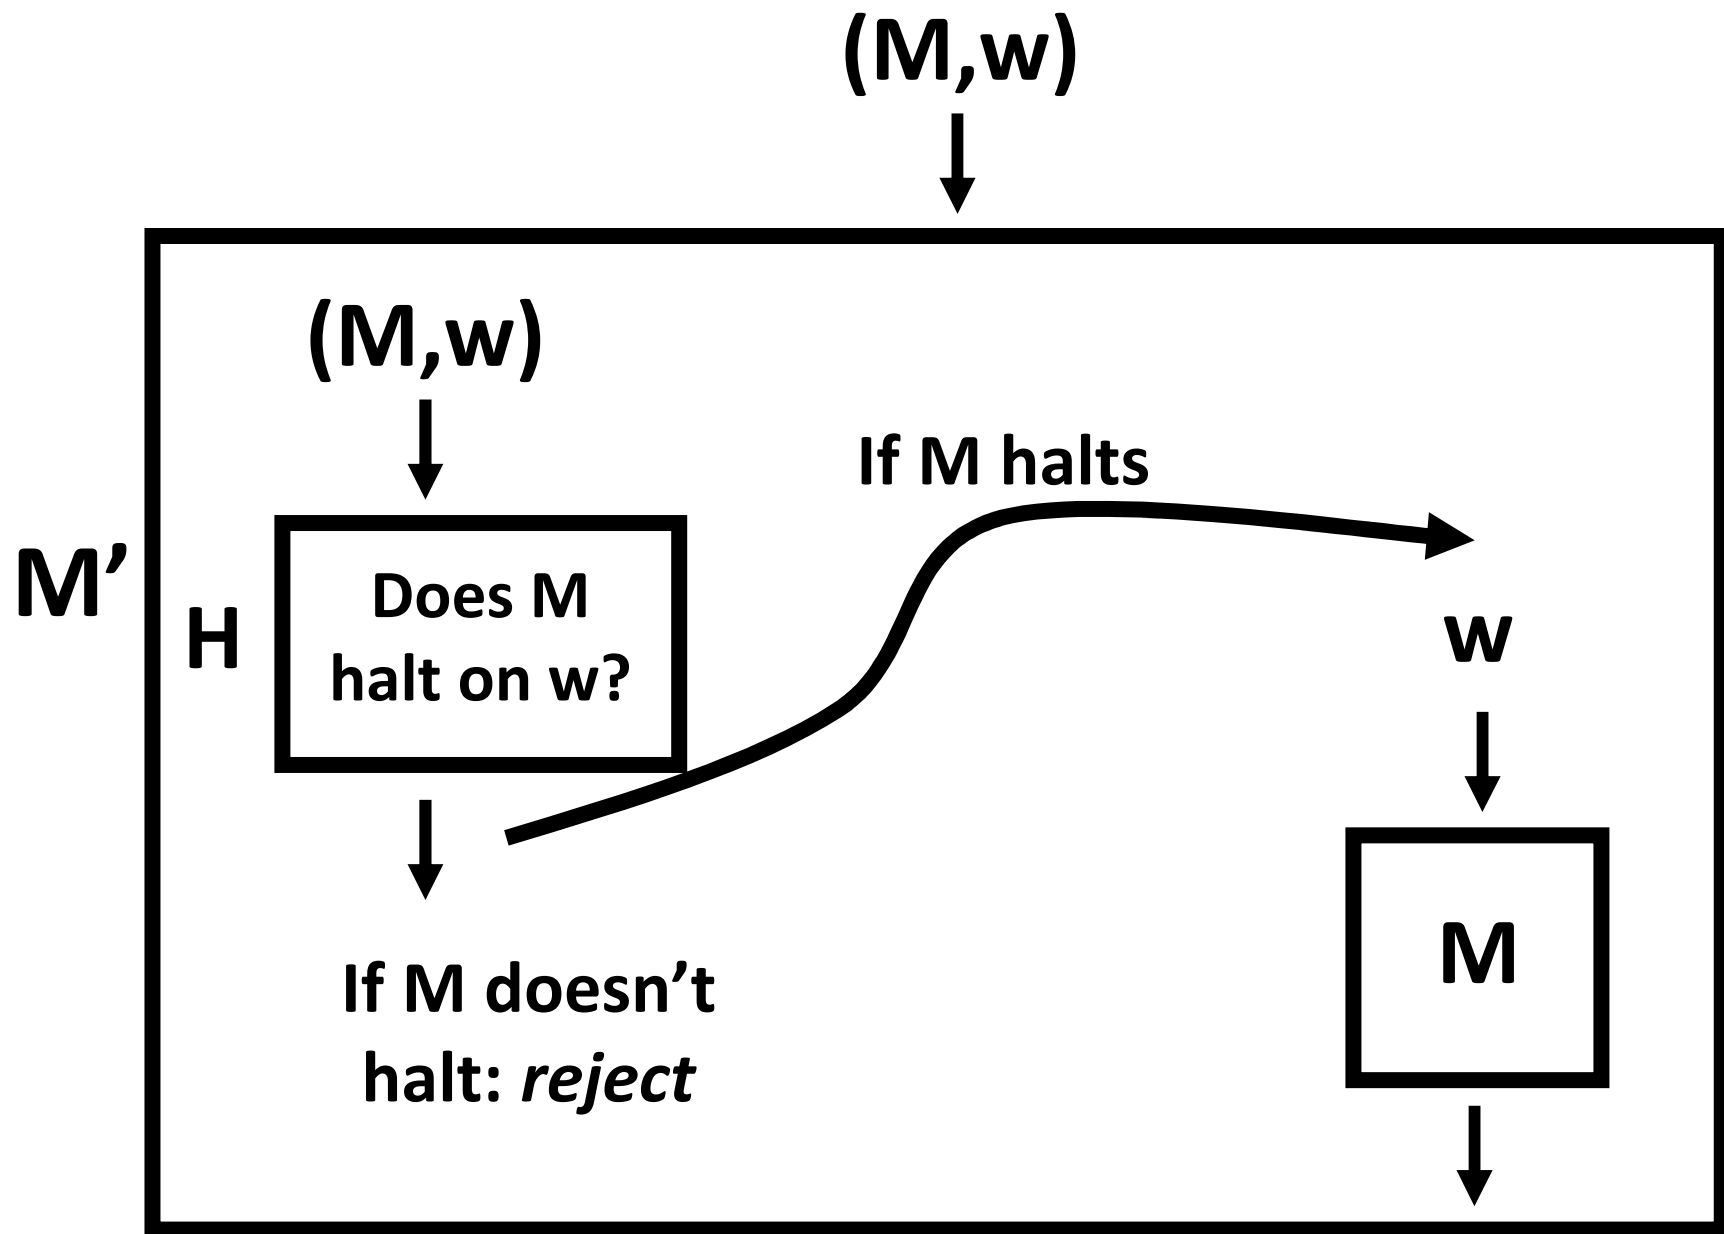 (M,w)
(M,w)
If M halts
M’
H
Does M
halt on w?
w
M
If M doesn’t
halt: reject